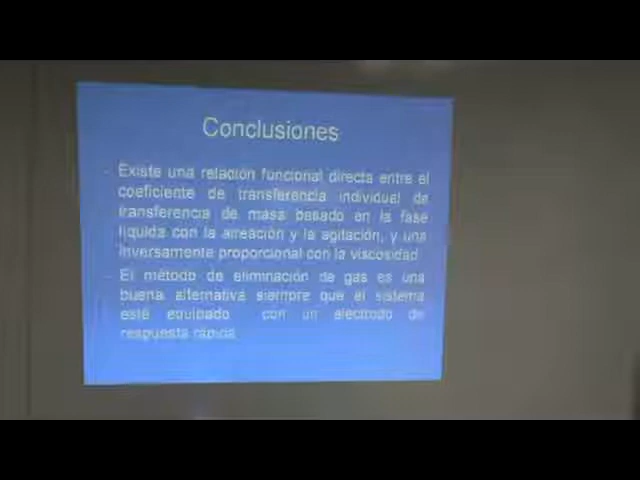 Conclusiones
- Existe una relación funcional directa entre el
coeficiente de transferencia individual de
transferencia de masa basado en la fase
líquida con la aireación y la agitación, y una
inversamente proporcional con la viscosidad.
- El método de eliminación de gas es una
buena alternativa siempre que el sistema
esté equipado con un electrodo de
respuesta rápida.